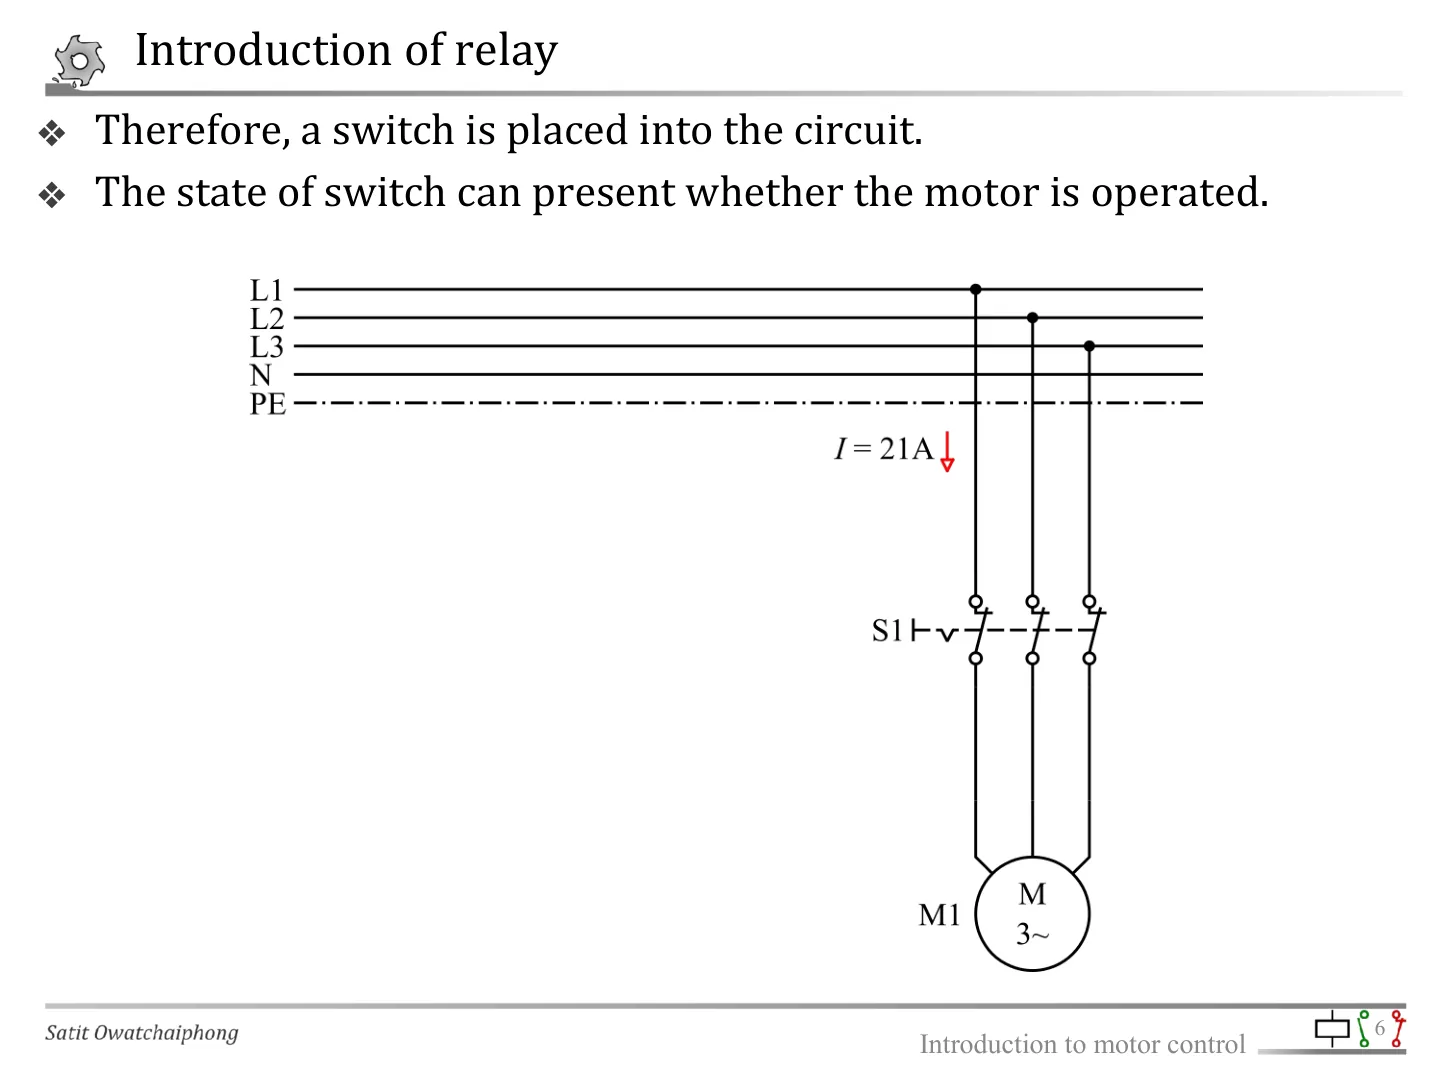 Introduction of relay
Therefore, a switch is placed into the circuit.
The state of switch can present whether the motor is operated.
L1
L2
L3
N
PE
I = 21A
S1
M
3~
M1
Satit Owatchaiphong
Introduction to motor control
6